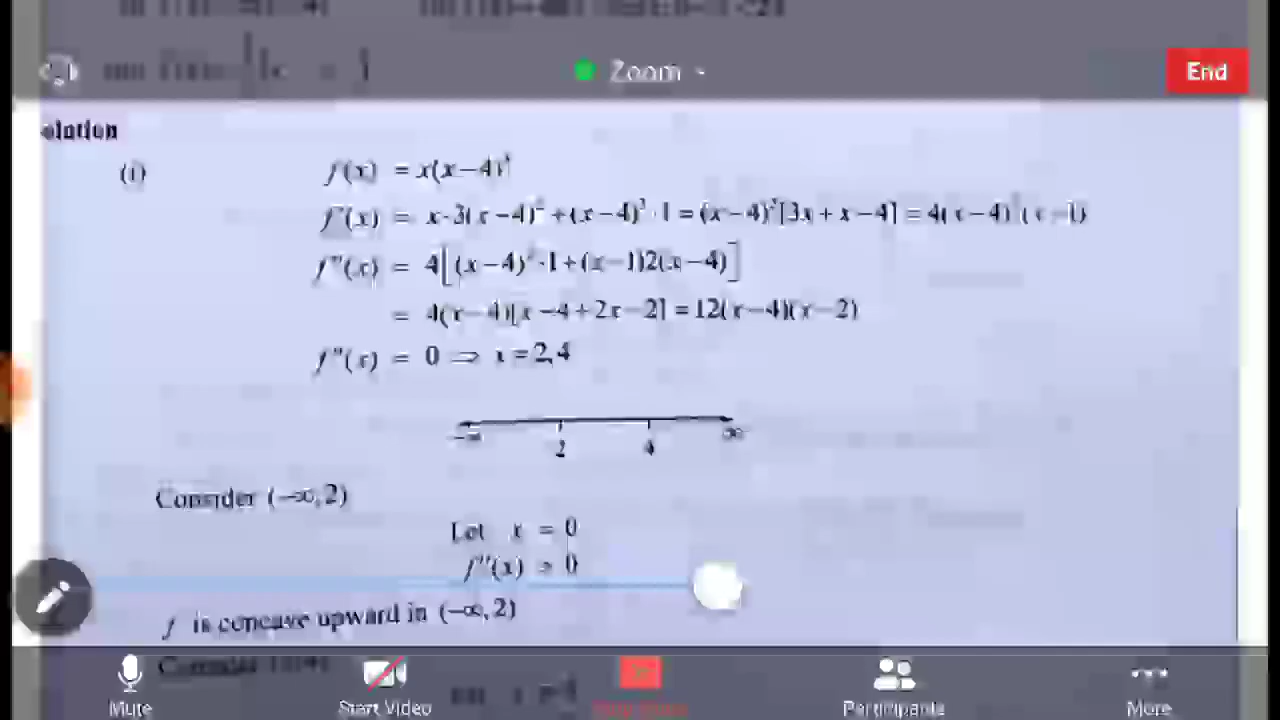 Zoom
End
olution
(i) f(x) = x(x−4)³
f'(x) = x·3(x−4)² + (x−4)³·1 = (x−4)²[3x + x−4] = 4(x−4)²(x−1)
f''(x) = 4[(x−4)²·1+(x−1)2(x−4)]
= 4(x−4)[x−4+2x−2] = 12(x−4)(x−2)
f''(x) = 0 ⇒ x = 2,4
−∞ 2 4 ∞
Consider (−∞,2)
Let x = 0
f''(x) > 0
f is concave upward in (−∞,2)
Mute
Start Video
Participants
More